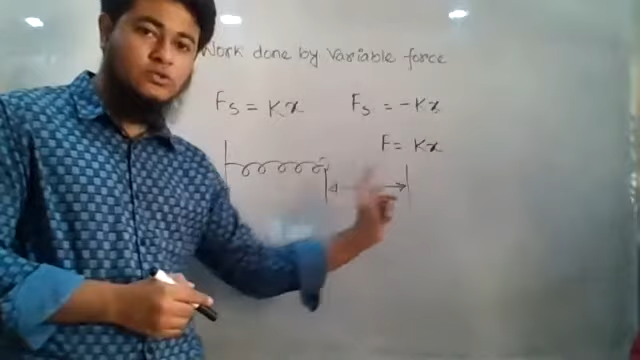 Work done by Variable force
Fs = Kx Fs = -Kx
F = Kx